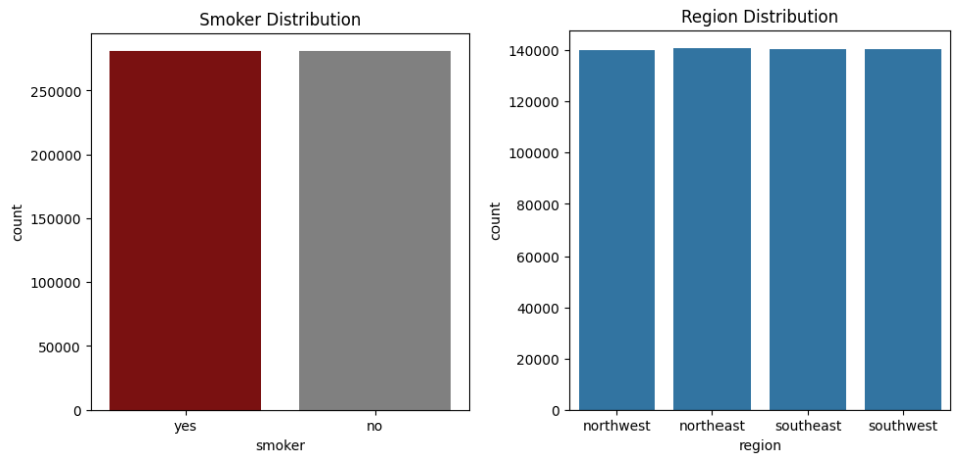 Smoker Distribution
250000
200000
150000
100000
50000
0
count
yes no
smoker
Region Distribution
140000
120000
100000
80000
60000
40000
20000
0
count
northwest northeast southeast southwest
region